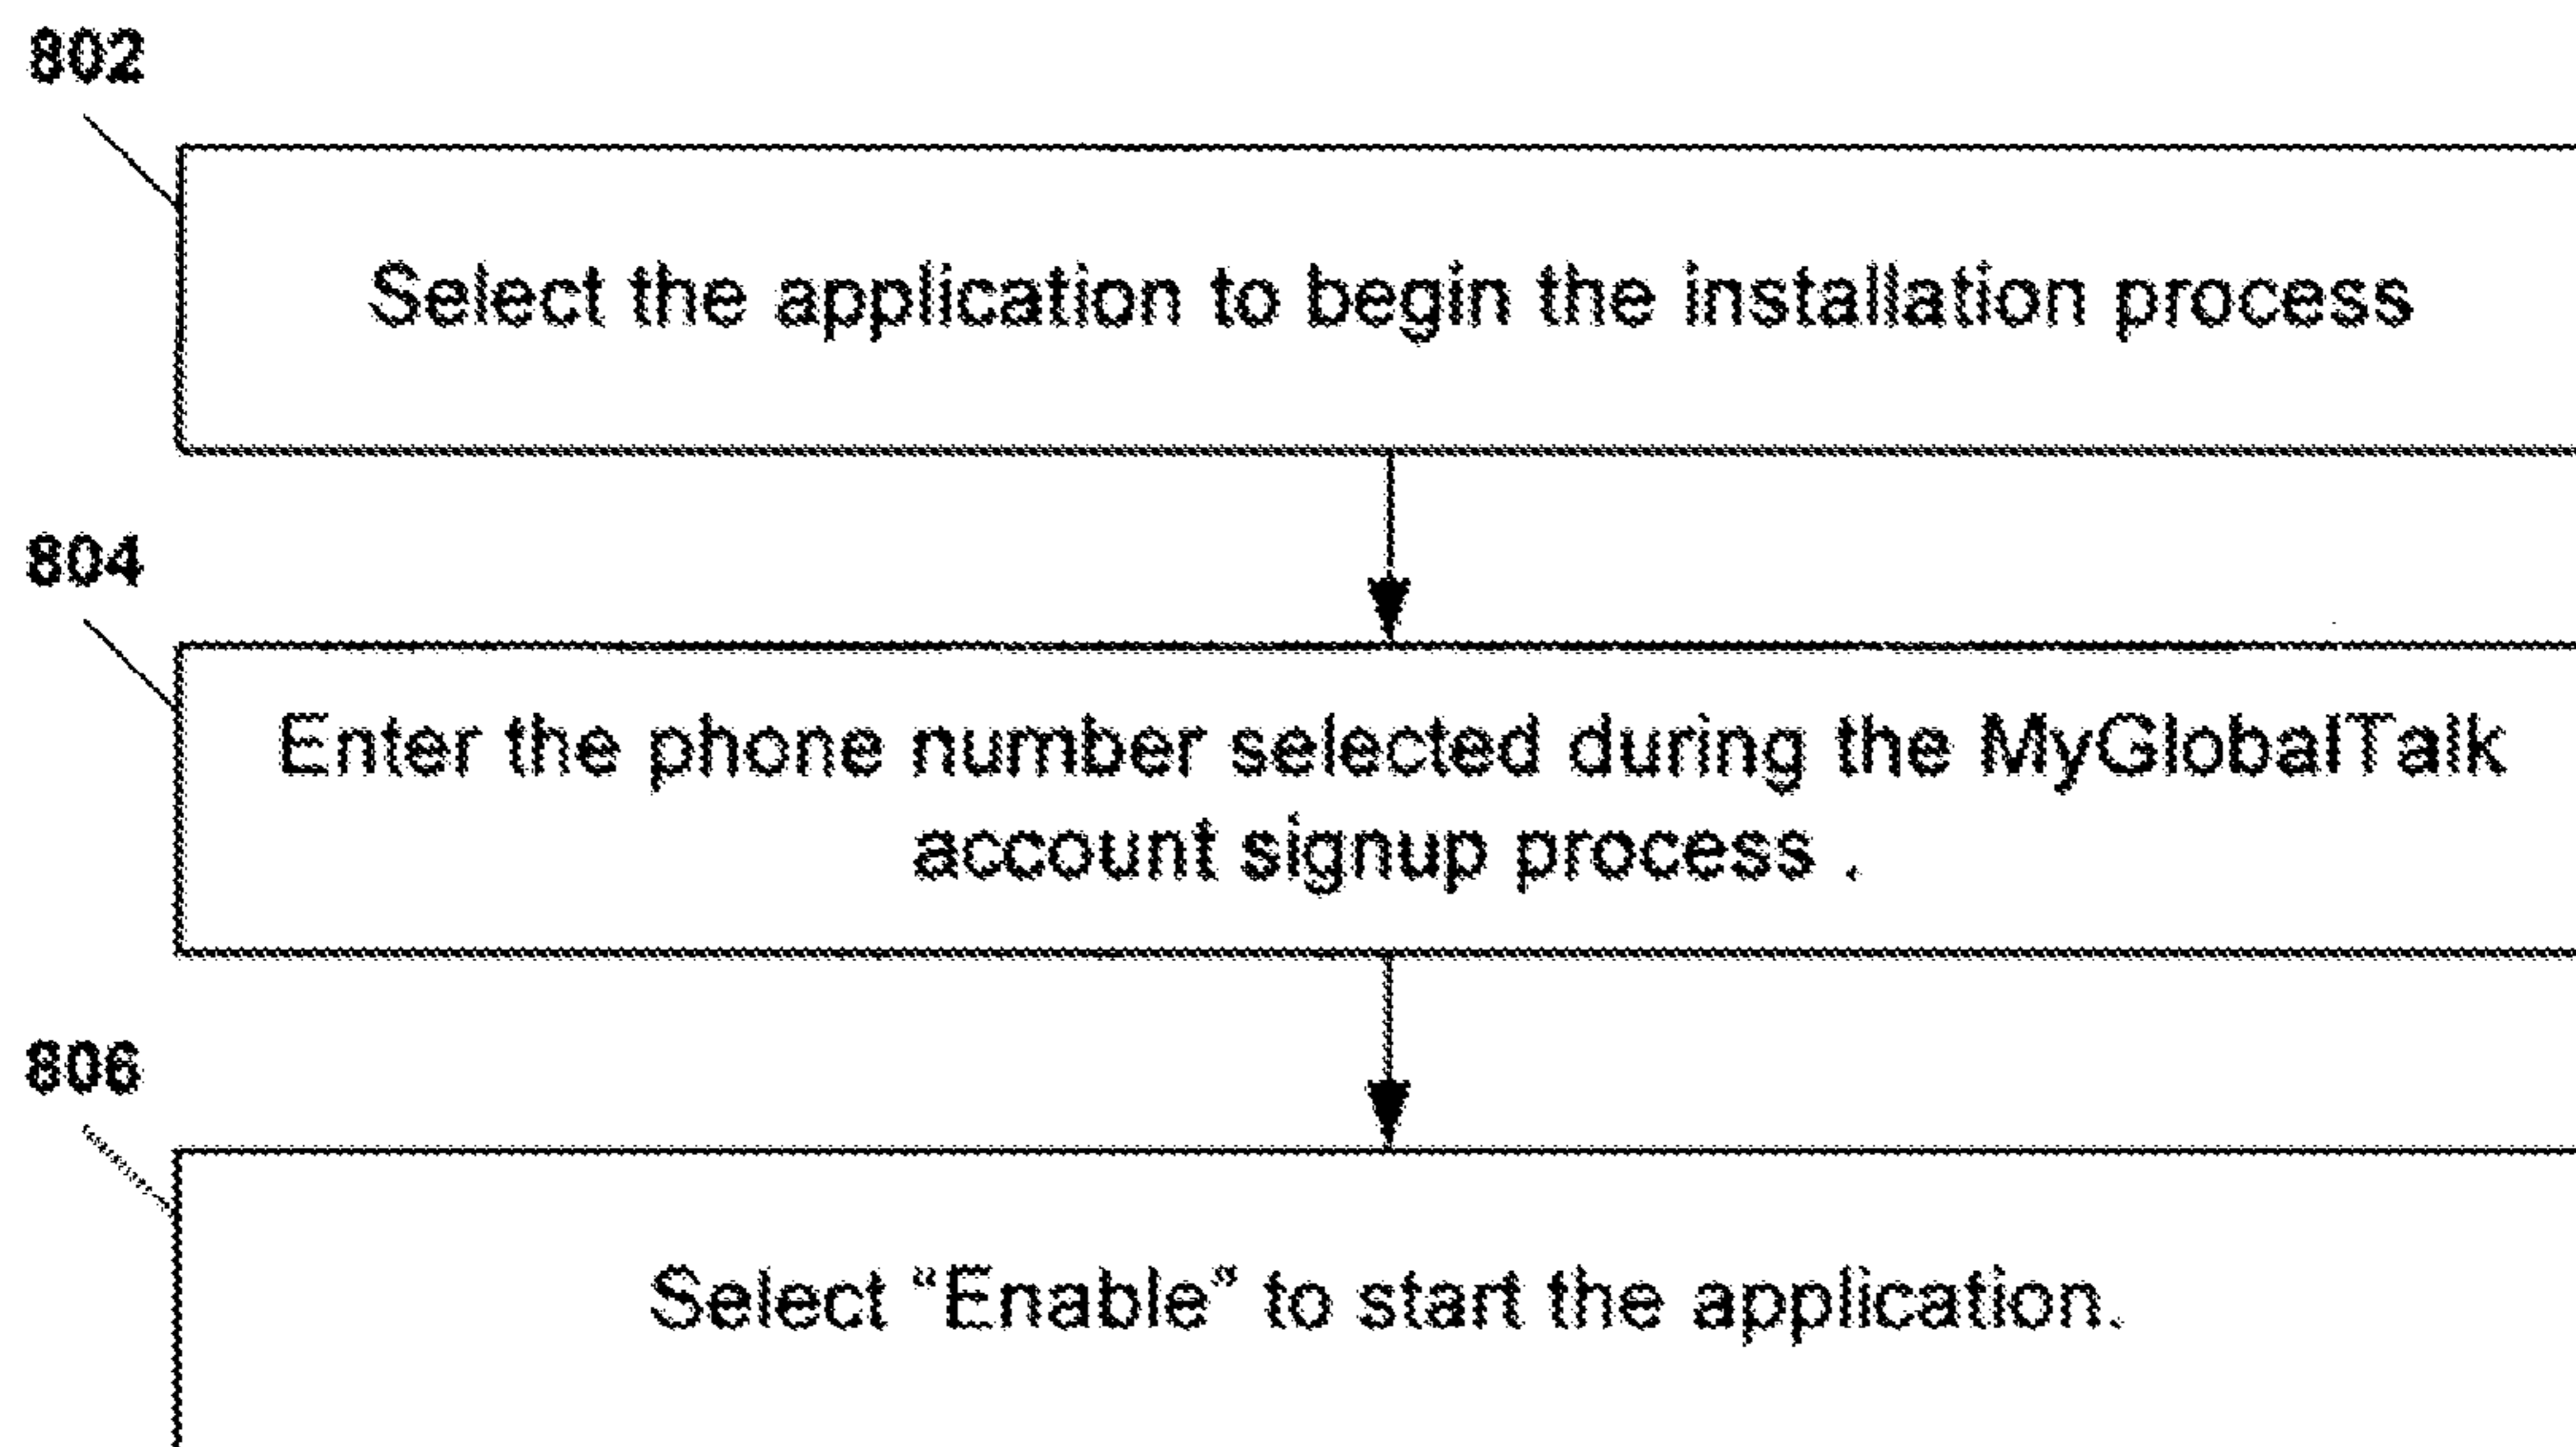 802
Select the application to begin the installation process
804
Enter the phone number selected during the MyGlobalTalk
account signup process .
806
Select “Enable” to start the application.